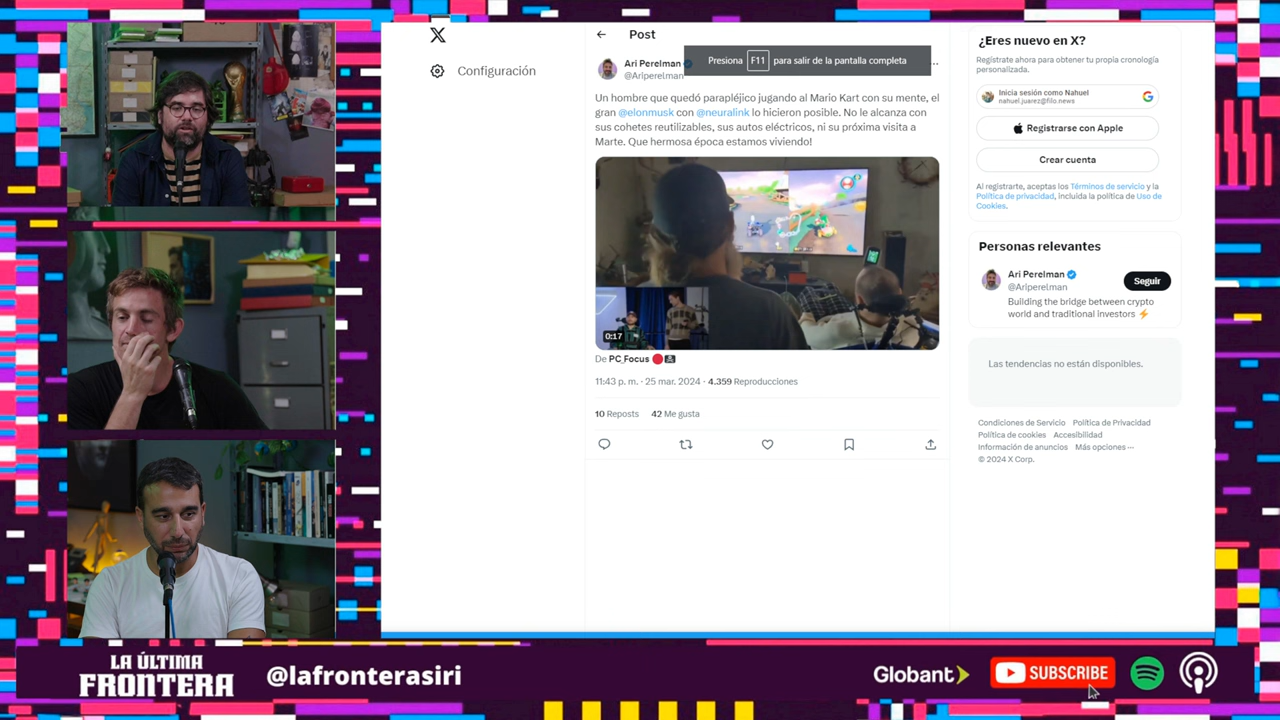 Post
Configuración
Presiona F11 para salir de la pantalla completa
Ari Perelman
@Ariperelman
Un hombre que quedó parapléjico jugando al Mario Kart con su mente, el
gran @elonmusk con @neuralink lo hicieron posible. No le alcanza con
sus cohetes reutilizables, sus autos eléctricos, ni su próxima visita a
Marte. Que hermosa época estamos viviendo!
0:17
De PC_Focus
11:43 p. m. · 25 mar. 2024 · 4.359 Reproducciones
10 Reposts 42 Me gusta
¿Eres nuevo en X?
Regístrate ahora para obtener tu propia cronología
personalizada.
Inicia sesión como Nahuel
nahuel.juarez@filo.news
Registrarse con Apple
Crear cuenta
Al registrarte, aceptas los Términos de servicio y la
Política de privacidad, incluida la política de Uso de
Cookies.
Personas relevantes
Ari Perelman
@Ariperelman
Seguir
Building the bridge between crypto
world and traditional investors
Las tendencias no están disponibles.
Condiciones de Servicio Política de Privacidad
Política de cookies Accesibilidad
Información de anuncios Más opciones ···
© 2024 X Corp.
LA ÚLTIMA
FRONTERA
@lafronterasiri
Globant
SUBSCRIBE